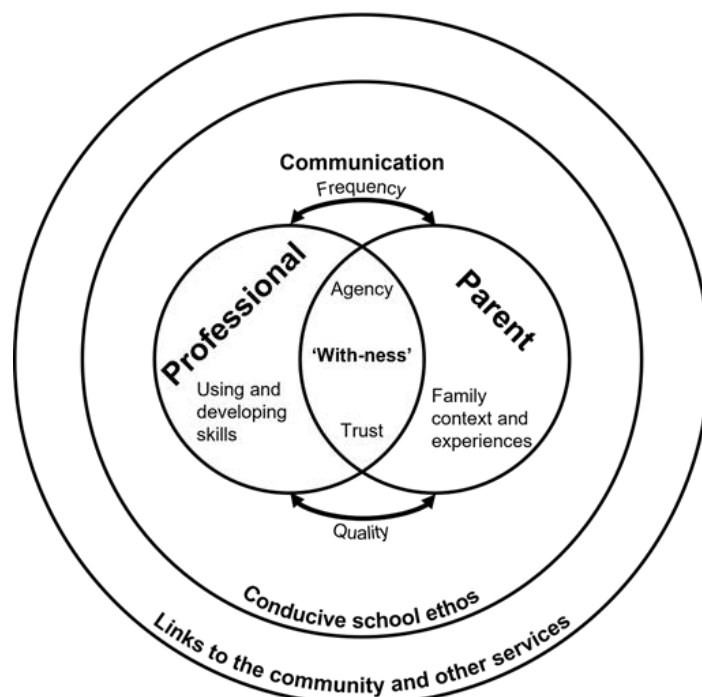 Communication
Frequency
Professional
Parent
Agency
‘With-ness’
Using and
developing
skills
Family
context and
experiences
Trust
Quality
Conducive school ethos
Links to the community and other services